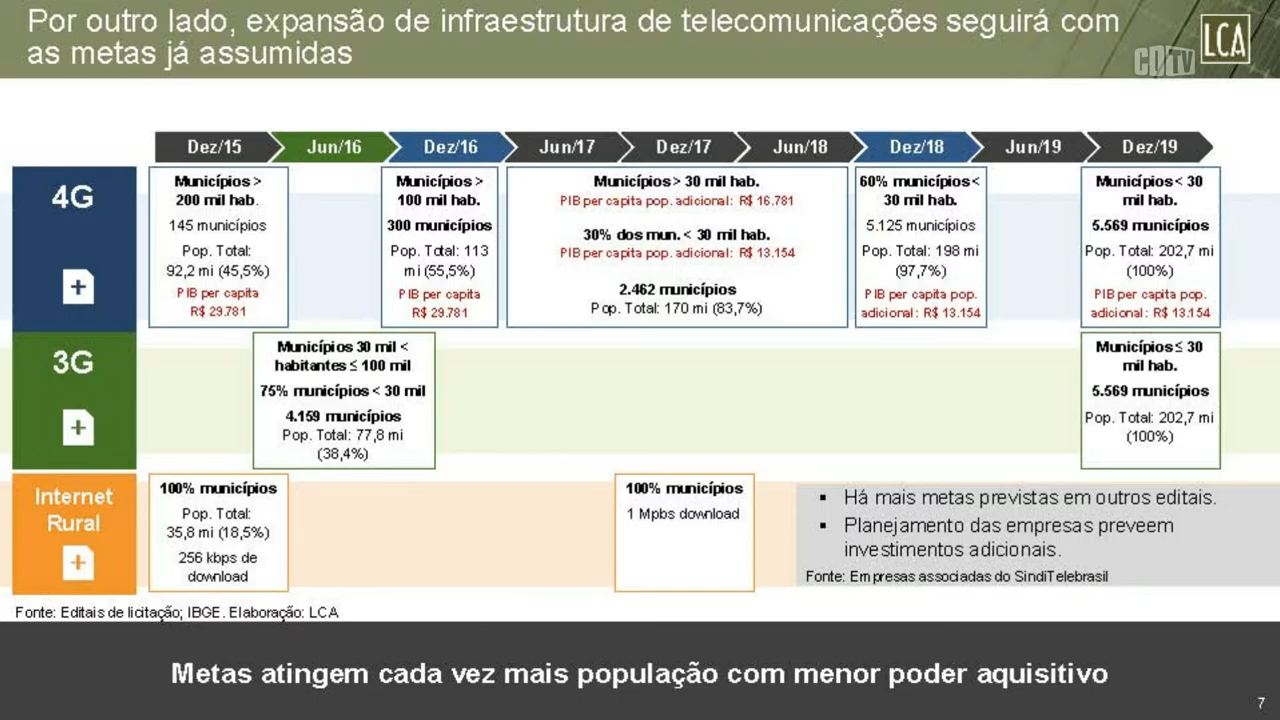 Por outro lado, expansão de infraestrutura de telecomunicações seguirá com
as metas já assumidas
LCA
CDTV
Dez/15
Jun/16
Dez/16
Jun/17
Dez/17
Jun/18
Dez/18
Jun/19
Dez/19
4G
Municípios >
200 mil hab.
145 municípios
Pop. Total:
92,2 mi (45,5%)
PIB per capita
R$ 29.781
Municípios >
100 mil hab.
300 municípios
Pop. Total: 113
mi (55,5%)
PIB per capita
R$ 29.781
Municípios > 30 mil hab.
PIB per capita pop. adicional: R$ 16.781
30% dos mun. < 30 mil hab.
PIB per capita pop. adicional: R$ 13.154
2.462 municípios
Pop. Total: 170 mi (83,7%)
60% municípios <
30 mil hab.
5.125 municípios
Pop. Total: 198 mi
(97,7%)
PIB per capita pop.
adicional: R$ 13.154
Municípios < 30
mil hab.
5.569 municípios
Pop. Total: 202,7 mi
(100%)
PIB per capita pop.
adicional: R$ 13.154
3G
Municípios 30 mil <
habitantes ≤ 100 mil
75% municípios < 30 mil
4.159 municípios
Pop. Total: 77,8 mi
(38,4%)
Municípios ≤ 30
mil hab.
5.569 municípios
Pop. Total: 202,7 mi
(100%)
Internet
Rural
100% municípios
Pop. Total:
35,8 mi (18,5%)
256 kbps de
download
100% municípios
1 Mpbs download
▪ Há mais metas previstas em outros editais.
▪ Planejamento das empresas preveem
investimentos adicionais.
Fonte: Empresas associadas do SindiTelebrasil
Fonte: Editais de licitação; IBGE. Elaboração: LCA
Metas atingem cada vez mais população com menor poder aquisitivo
7